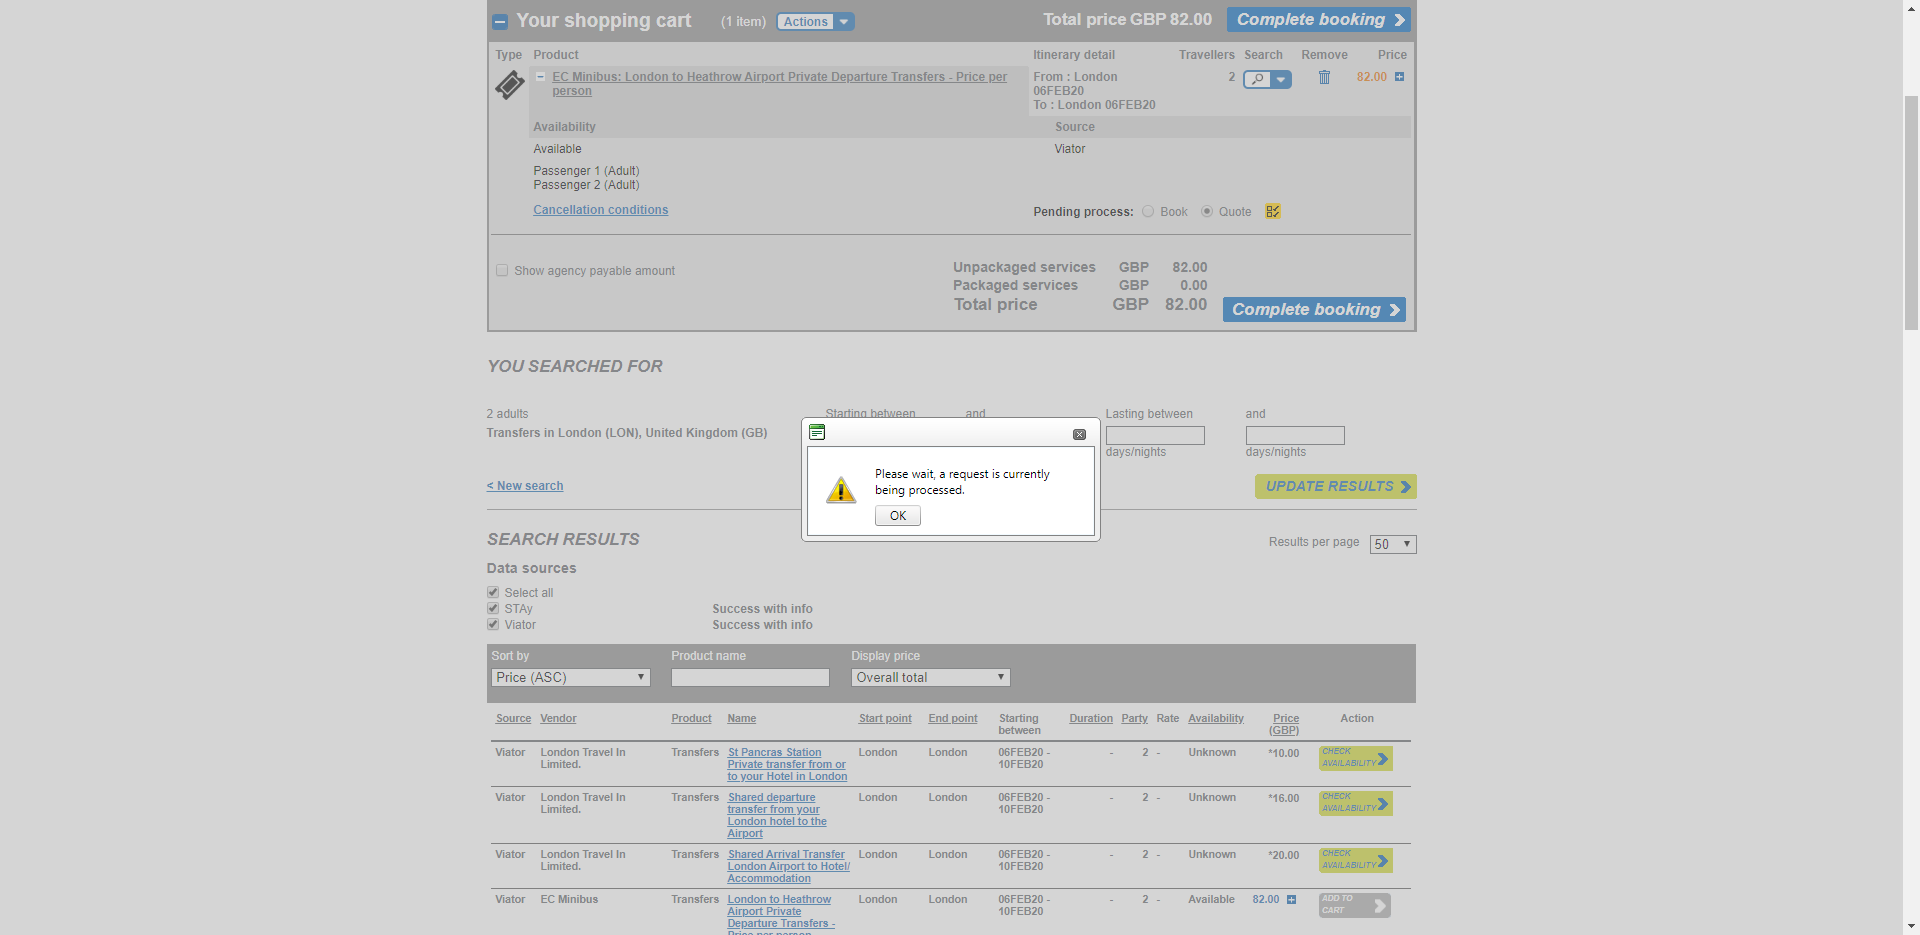 Your shopping cart (1 item) Actions Total price GBP 82.00 Complete booking
Type Product Itinerary detail Travellers Search Remove Price
EC Minibus: London to Heathrow Airport Private Departure Transfers - Price per From : London 2 82.00
person 06FEB20
To : London 06FEB20
Availability Source
Available Viator
Passenger 1 (Adult)
Passenger 2 (Adult)
Cancellation conditions Pending process: Book Quote
Show agency payable amount Unpackaged services GBP 82.00
Packaged services GBP 0.00
Total price GBP 82.00 Complete booking
YOU SEARCHED FOR
2 adults Starting between and Lasting between and
Transfers in London (LON), United Kingdom (GB)
days/nights days/nights
Please wait, a request is currently
being processed.
OK
< New search UPDATE RESULTS
SEARCH RESULTS Results per page 50
Data sources
Select all
STAy Success with info
Viator Success with info
Sort by Product name Display price
Price (ASC) Overall total
Source Vendor Product Name Start point End point Starting Duration Party Rate Availability Price Action
between (GBP)
Viator London Travel In Transfers St Pancras Station London London 06FEB20 - - 2 - Unknown *10.00 CHECK
Limited. Private transfer from or 10FEB20 AVAILABILITY
to your Hotel in London
Viator London Travel In Transfers Shared departure London London 06FEB20 - - 2 - Unknown *16.00 CHECK
Limited. transfer from your 10FEB20 AVAILABILITY
London hotel to the
Airport
Viator London Travel In Transfers Shared Arrival Transfer London London 06FEB20 - - 2 - Unknown *20.00 CHECK
Limited. London Airport to Hotel/ 10FEB20 AVAILABILITY
Accommodation
Viator EC Minibus Transfers London to Heathrow London London 06FEB20 - - 2 - Available 82.00 ADD TO
Airport Private 10FEB20 CART
Departure Transfers -
Price per person